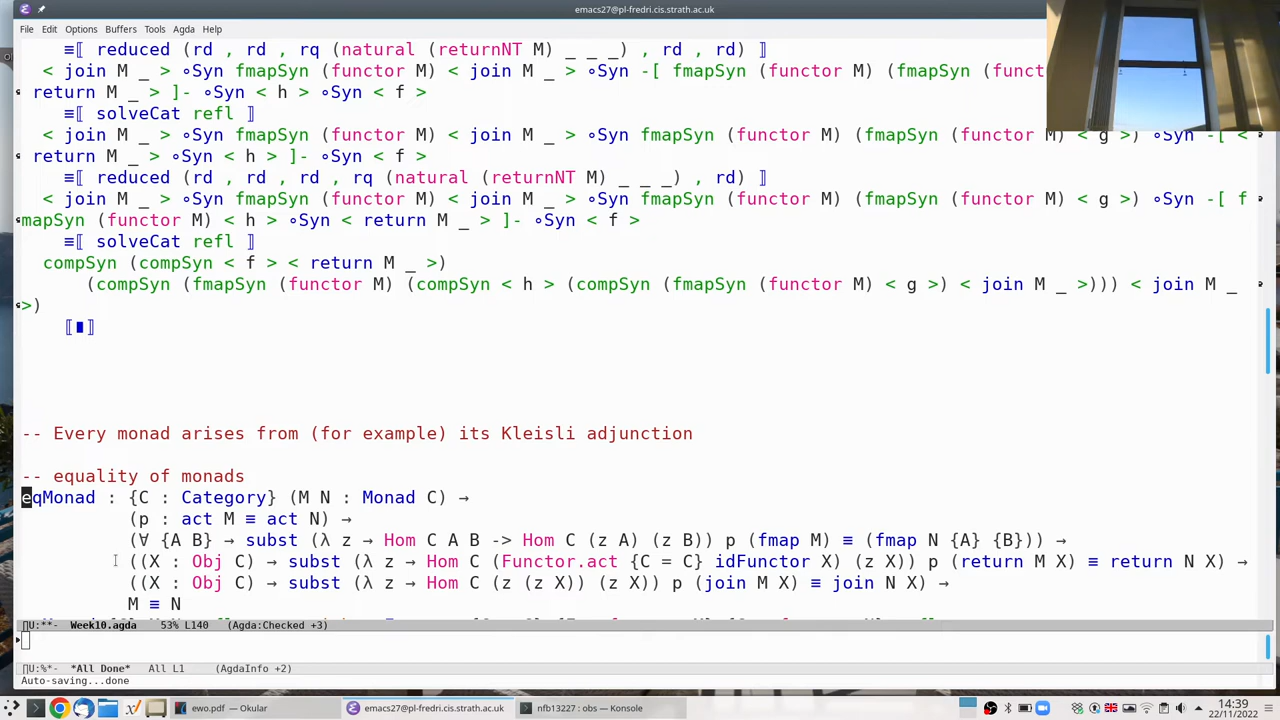 emacs27@pl-fredri.cis.strath.ac.uk
File Edit Options Buffers Tools Agda Help
≡⟦ reduced (rd , rd , rq (natural (returnNT M) _ _ _) , rd , rd) ⟧
< join M _ > ∘Syn fmapSyn (functor M) < join M _ > ∘Syn -[ fmapSyn (functor M) (fmapSyn (funct
return M _ > ]- ∘Syn < h > ∘Syn < f >
≡⟦ solveCat refl ⟧
< join M _ > ∘Syn fmapSyn (functor M) < join M _ > ∘Syn fmapSyn (functor M) (fmapSyn (functor M) < g >) ∘Syn -[ <
return M _ > ∘Syn < h > ]- ∘Syn < f >
≡⟦ reduced (rd , rd , rd , rq (natural (returnNT M) _ _ _) , rd) ⟧
< join M _ > ∘Syn fmapSyn (functor M) < join M _ > ∘Syn fmapSyn (functor M) (fmapSyn (functor M) < g >) ∘Syn -[ f
mapSyn (functor M) < h > ∘Syn < return M _ > ]- ∘Syn < f >
≡⟦ solveCat refl ⟧
compSyn (compSyn < f > < return M _ >)
(compSyn (fmapSyn (functor M) (compSyn < h > (compSyn (fmapSyn (functor M) < g >) < join M _ >))) < join M _
>)
⟦∎⟧
-- Every monad arises from (for example) its Kleisli adjunction
-- equality of monads
eqMonad : {C : Category} (M N : Monad C) →
(p : act M ≡ act N) →
(∀ {A B} → subst (λ z → Hom C A B -> Hom C (z A) (z B)) p (fmap M) ≡ (fmap N {A} {B})) →
((X : Obj C) → subst (λ z → Hom C (Functor.act {C = C} idFunctor X) (z X)) p (return M X) ≡ return N X) →
((X : Obj C) → subst (λ z → Hom C (z (z X)) (z X)) p (join M X) ≡ join N X) →
M ≡ N
U:**- Week10.agda 53% L140 (Agda:Checked +3)
U:%*- *All Done* All L1 (AgdaInfo +2)
Auto-saving...done
ewo.pdf — Okular
emacs27@pl-fredri.cis.strath.ac.uk
nfb13227 : obs — Konsole
14:39
22/11/2022